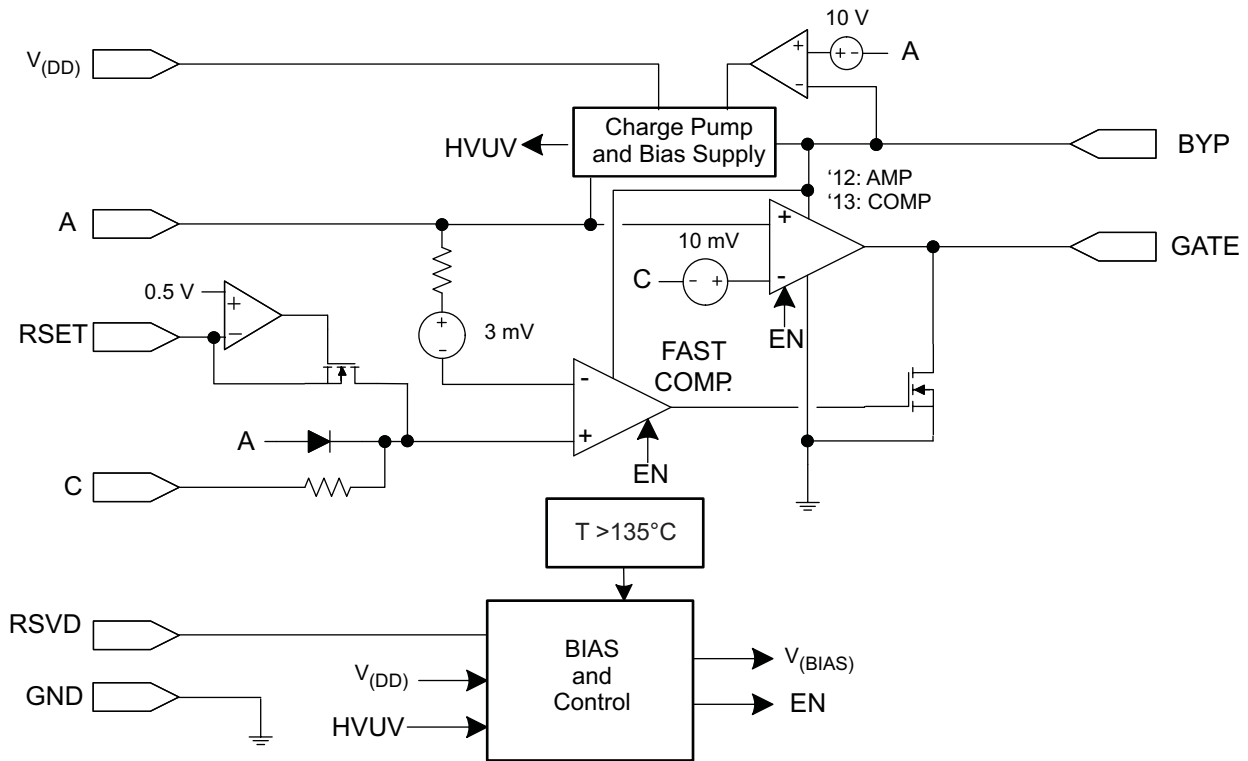 10 V
V(DD)
+
+ -
A
-
Charge Pump
and Bias Supply
HVUV
BYP
'12: AMP
'13: COMP
A
+
10 mV
GATE
C
- +
-
0.5 V
+
RSET
-
+
-
3 mV
EN
FAST
COMP.
-
A
+
EN
C
T >135°C
RSVD
BIAS
and
Control
V(DD)
V(BIAS)
GND
EN
HVUV